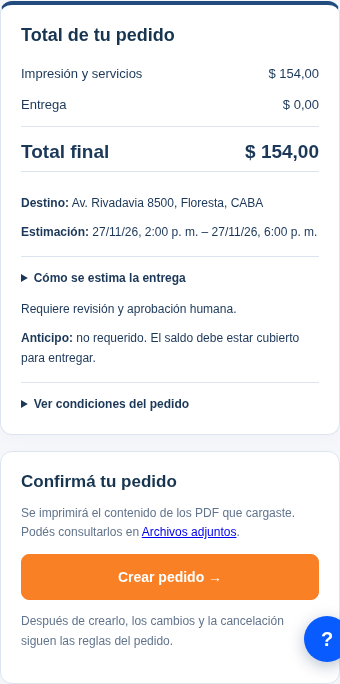 Total de tu pedido
Impresión y servicios $ 154,00
Entrega $ 0,00
Total final $ 154,00
Destino: Av. Rivadavia 8500, Floresta, CABA
Estimación: 27/11/26, 2:00 p. m. – 27/11/26, 6:00 p. m.
▶ Cómo se estima la entrega
Requiere revisión y aprobación humana.
Anticipo: no requerido. El saldo debe estar cubierto
para entregar.
▶ Ver condiciones del pedido
Confirmá tu pedido
Se imprimirá el contenido de los PDF que cargaste.
Podés consultarlos en Archivos adjuntos.
Crear pedido →
Después de crearlo, los cambios y la cancelación
siguen las reglas del pedido.
?